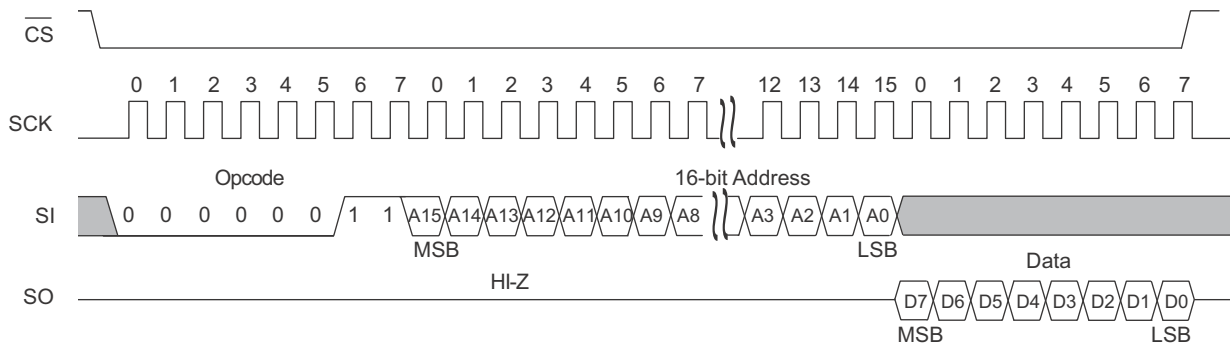 CS
0 1 2 3 4 5 6 7 0 1 2 3 4 5 6 7 12 13 14 15 0 1 2 3 4 5 6 7
SCK
Opcode 16-bit Address
SI 0 0 0 0 0 0 1 1 A15 A14 A13 A12 A11 A10 A9 A8 A3 A2 A1 A0
MSB LSB
HI-Z Data
SO D7 D6 D5 D4 D3 D2 D1 D0
MSB LSB